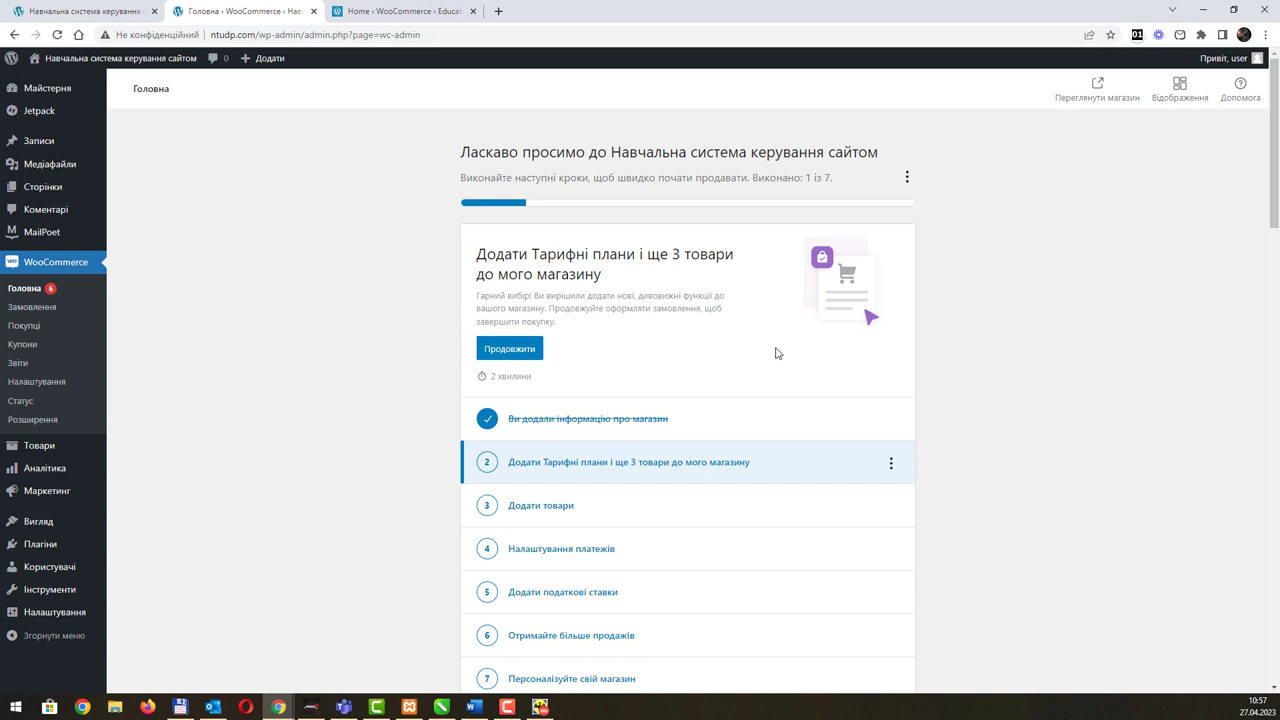 Навчальна система керування с
Головна ‹ WooCommerce ‹ Нав
Home ‹ WooCommerce ‹ Educat
Не конфіденційний
ntudp.com/wp-admin/admin.php?page=wc-admin
01
Навчальна система керування сайтом
0
Додати
Привіт, user
Майстерня
Jetpack
Записи
Медіафайли
Сторінки
Коментарі
MailPoet
WooCommerce
Головна 6
Замовлення
Покупці
Купони
Звіти
Налаштування
Статус
Розширення
Товари
Аналітика
Маркетинг
Вигляд
Плагіни
Користувачі
Інструменти
Налаштування
Згорнути меню
Головна
Переглянути магазин
Відображення
Допомога
Ласкаво просимо до Навчальна система керування сайтом
Виконайте наступні кроки, щоб швидко почати продавати. Виконано: 1 із 7.
Додати Тарифні плани і ще 3 товари
до мого магазину
Гарний вибір! Ви вирішили додати нові, дивовижні функції до
вашого магазину. Продовжуйте оформляти замовлення, щоб
завершити покупку.
Продовжити
2 хвилини
Ви додали інформацію про магазин
2 Додати Тарифні плани і ще 3 товари до мого магазину
3 Додати товари
4 Налаштування платежів
5 Додати податкові ставки
6 Отримайте більше продажів
7 Персоналізуйте свій магазин
10:57
27.04.2023